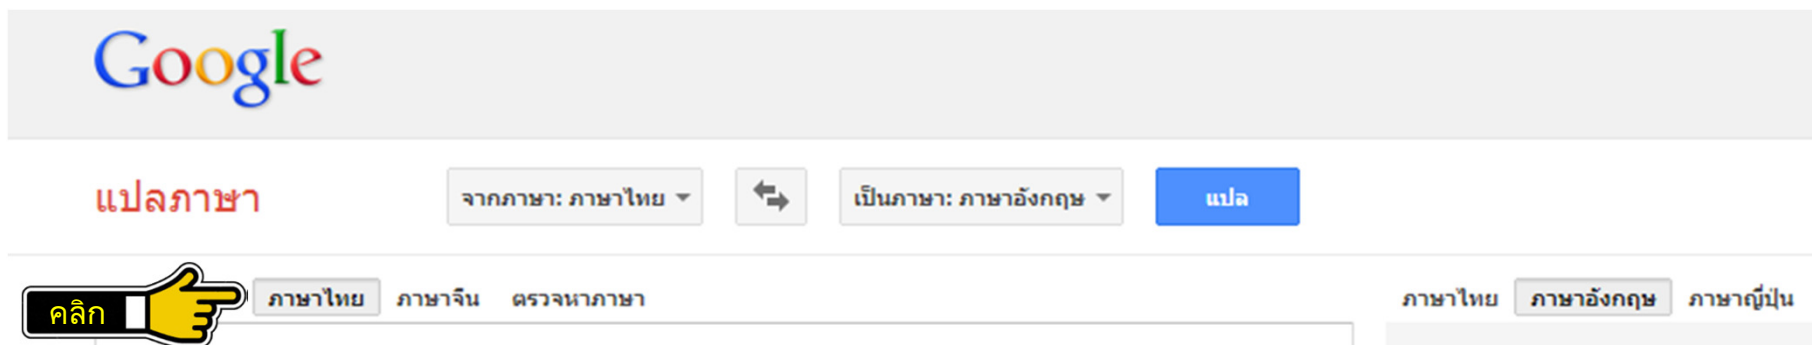 Google
แปลภาษา จากภาษา: ภาษาไทย เป็นภาษา: ภาษาอังกฤษ แปล
คลิก ภาษาไทย ภาษาจีน ตรวจหาภาษา ภาษาไทย ภาษาอังกฤษ ภาษาญี่ปุ่น